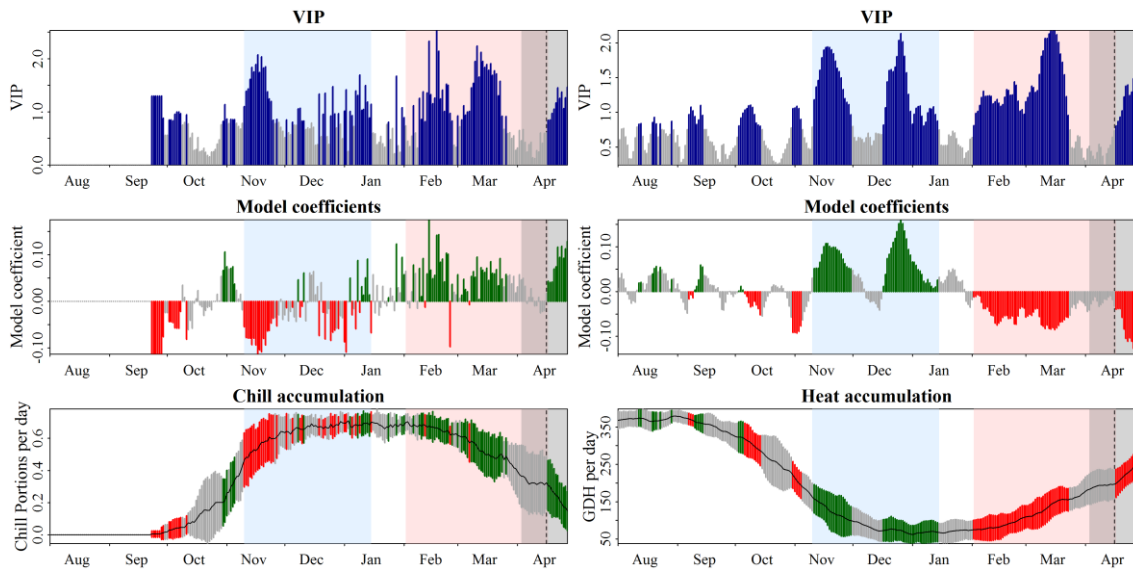 VIP
VIP
0.0 1.0 2.0
Aug Sep Oct Nov Dec Jan Feb Mar Apr
VIP
VIP
0.5 1.0 1.5 2.0
Aug Sep Oct Nov Dec Jan Feb Mar Apr
Model coefficients
Model coefficient
-0.10 0.00 0.10
Aug Sep Oct Nov Dec Jan Feb Mar Apr
Model coefficients
Model coefficient
-0.10 0.00 0.10
Aug Sep Oct Nov Dec Jan Feb Mar Apr
Chill accumulation
Chill Portions per day
0.0 0.2 0.4 0.6
Aug Sep Oct Nov Dec Jan Feb Mar Apr
Heat accumulation
GDH per day
50 150 250 350
Aug Sep Oct Nov Dec Jan Feb Mar Apr